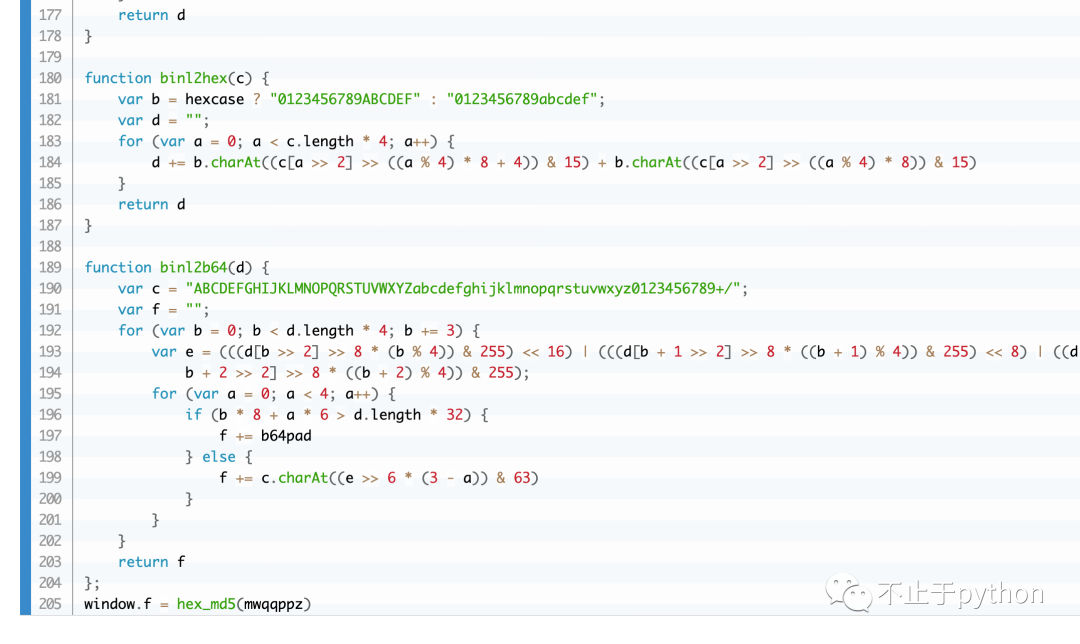 177 return d
178 }
179
180 function binl2hex(c) {
181 var b = hexcase ? "0123456789ABCDEF" : "0123456789abcdef";
182 var d = "";
183 for (var a = 0; a < c.length * 4; a++) {
184 d += b.charAt((c[a >> 2] >> ((a % 4) * 8 + 4)) & 15) + b.charAt((c[a >> 2] >> ((a % 4) * 8)) & 15)
185 }
186 return d
187 }
188
189 function binl2b64(d) {
190 var c = "ABCDEFGHIJKLMNOPQRSTUVWXYZabcdefghijklmnopqrstuvwxyz0123456789+/";
191 var f = "";
192 for (var b = 0; b < d.length * 4; b += 3) {
193 var e = (((d[b >> 2] >> 8 * (b % 4)) & 255) << 16) | (((d[b + 1 >> 2] >> 8 * ((b + 1) % 4)) & 255) << 8) | ((d
194 b + 2 >> 2] >> 8 * ((b + 2) % 4)) & 255);
195 for (var a = 0; a < 4; a++) {
196 if (b * 8 + a * 6 > d.length * 32) {
197 f += b64pad
198 } else {
199 f += c.charAt((e >> 6 * (3 - a)) & 63)
200 }
201 }
202 }
203 return f
204 };
205 window.f = hex_md5(mwqqppz)
不止于python